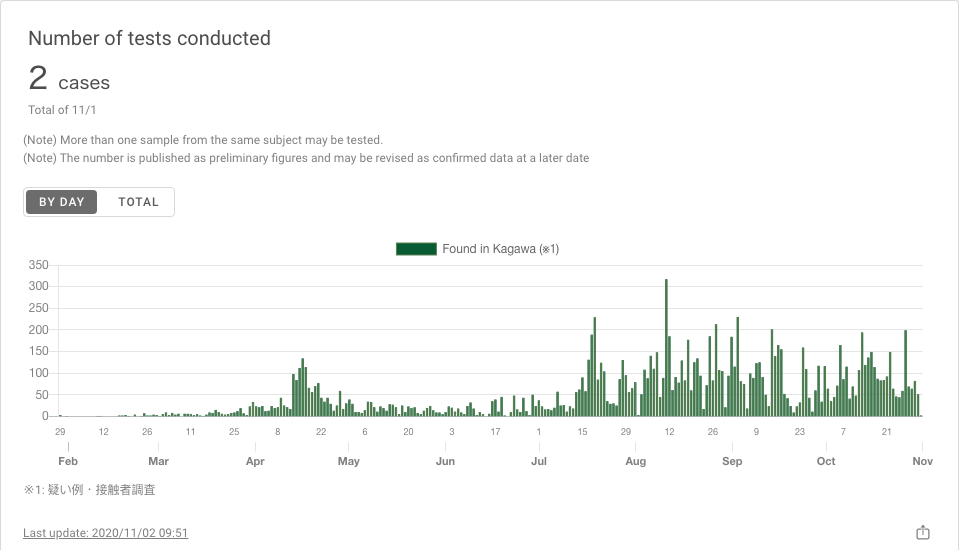 Number of tests conducted
2 cases
Total of 11/1
(Note) More than one sample from the same subject may be tested.
(Note) The number is published as preliminary figures and may be revised as confirmed data at a later date
BY DAY TOTAL
Found in Kagawa (※1)
350
300
250
200
150
100
50
0
29 12 26 11 25 8 22 6 20 3 17 1 15 29 12 26 9 23 7 21
Feb Mar Apr May Jun Jul Aug Sep Oct Nov
※1: 疑い例・接触者調査
Last update: 2020/11/02 09:51